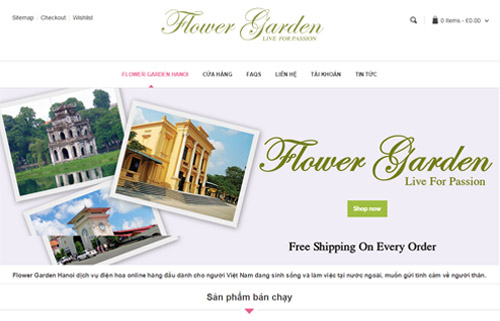 Sitemap Checkout Wishlist
Flower Garden
LIVE FOR PASSION
0 items - £0.00
FLOWER GARDEN HANOI CỬA HÀNG FAQS LIÊN HỆ TÀI KHOẢN TIN TỨC
Flower Garden
Live For Passion
Shop now
Free Shipping On Every Order
Flower Garden Hanoi dịch vụ điện hoa online hàng đầu dành cho người Việt Nam đang sinh sống và làm việc tại nước ngoài, muốn gửi tình cảm về người thân.
Sản phẩm bán chạy